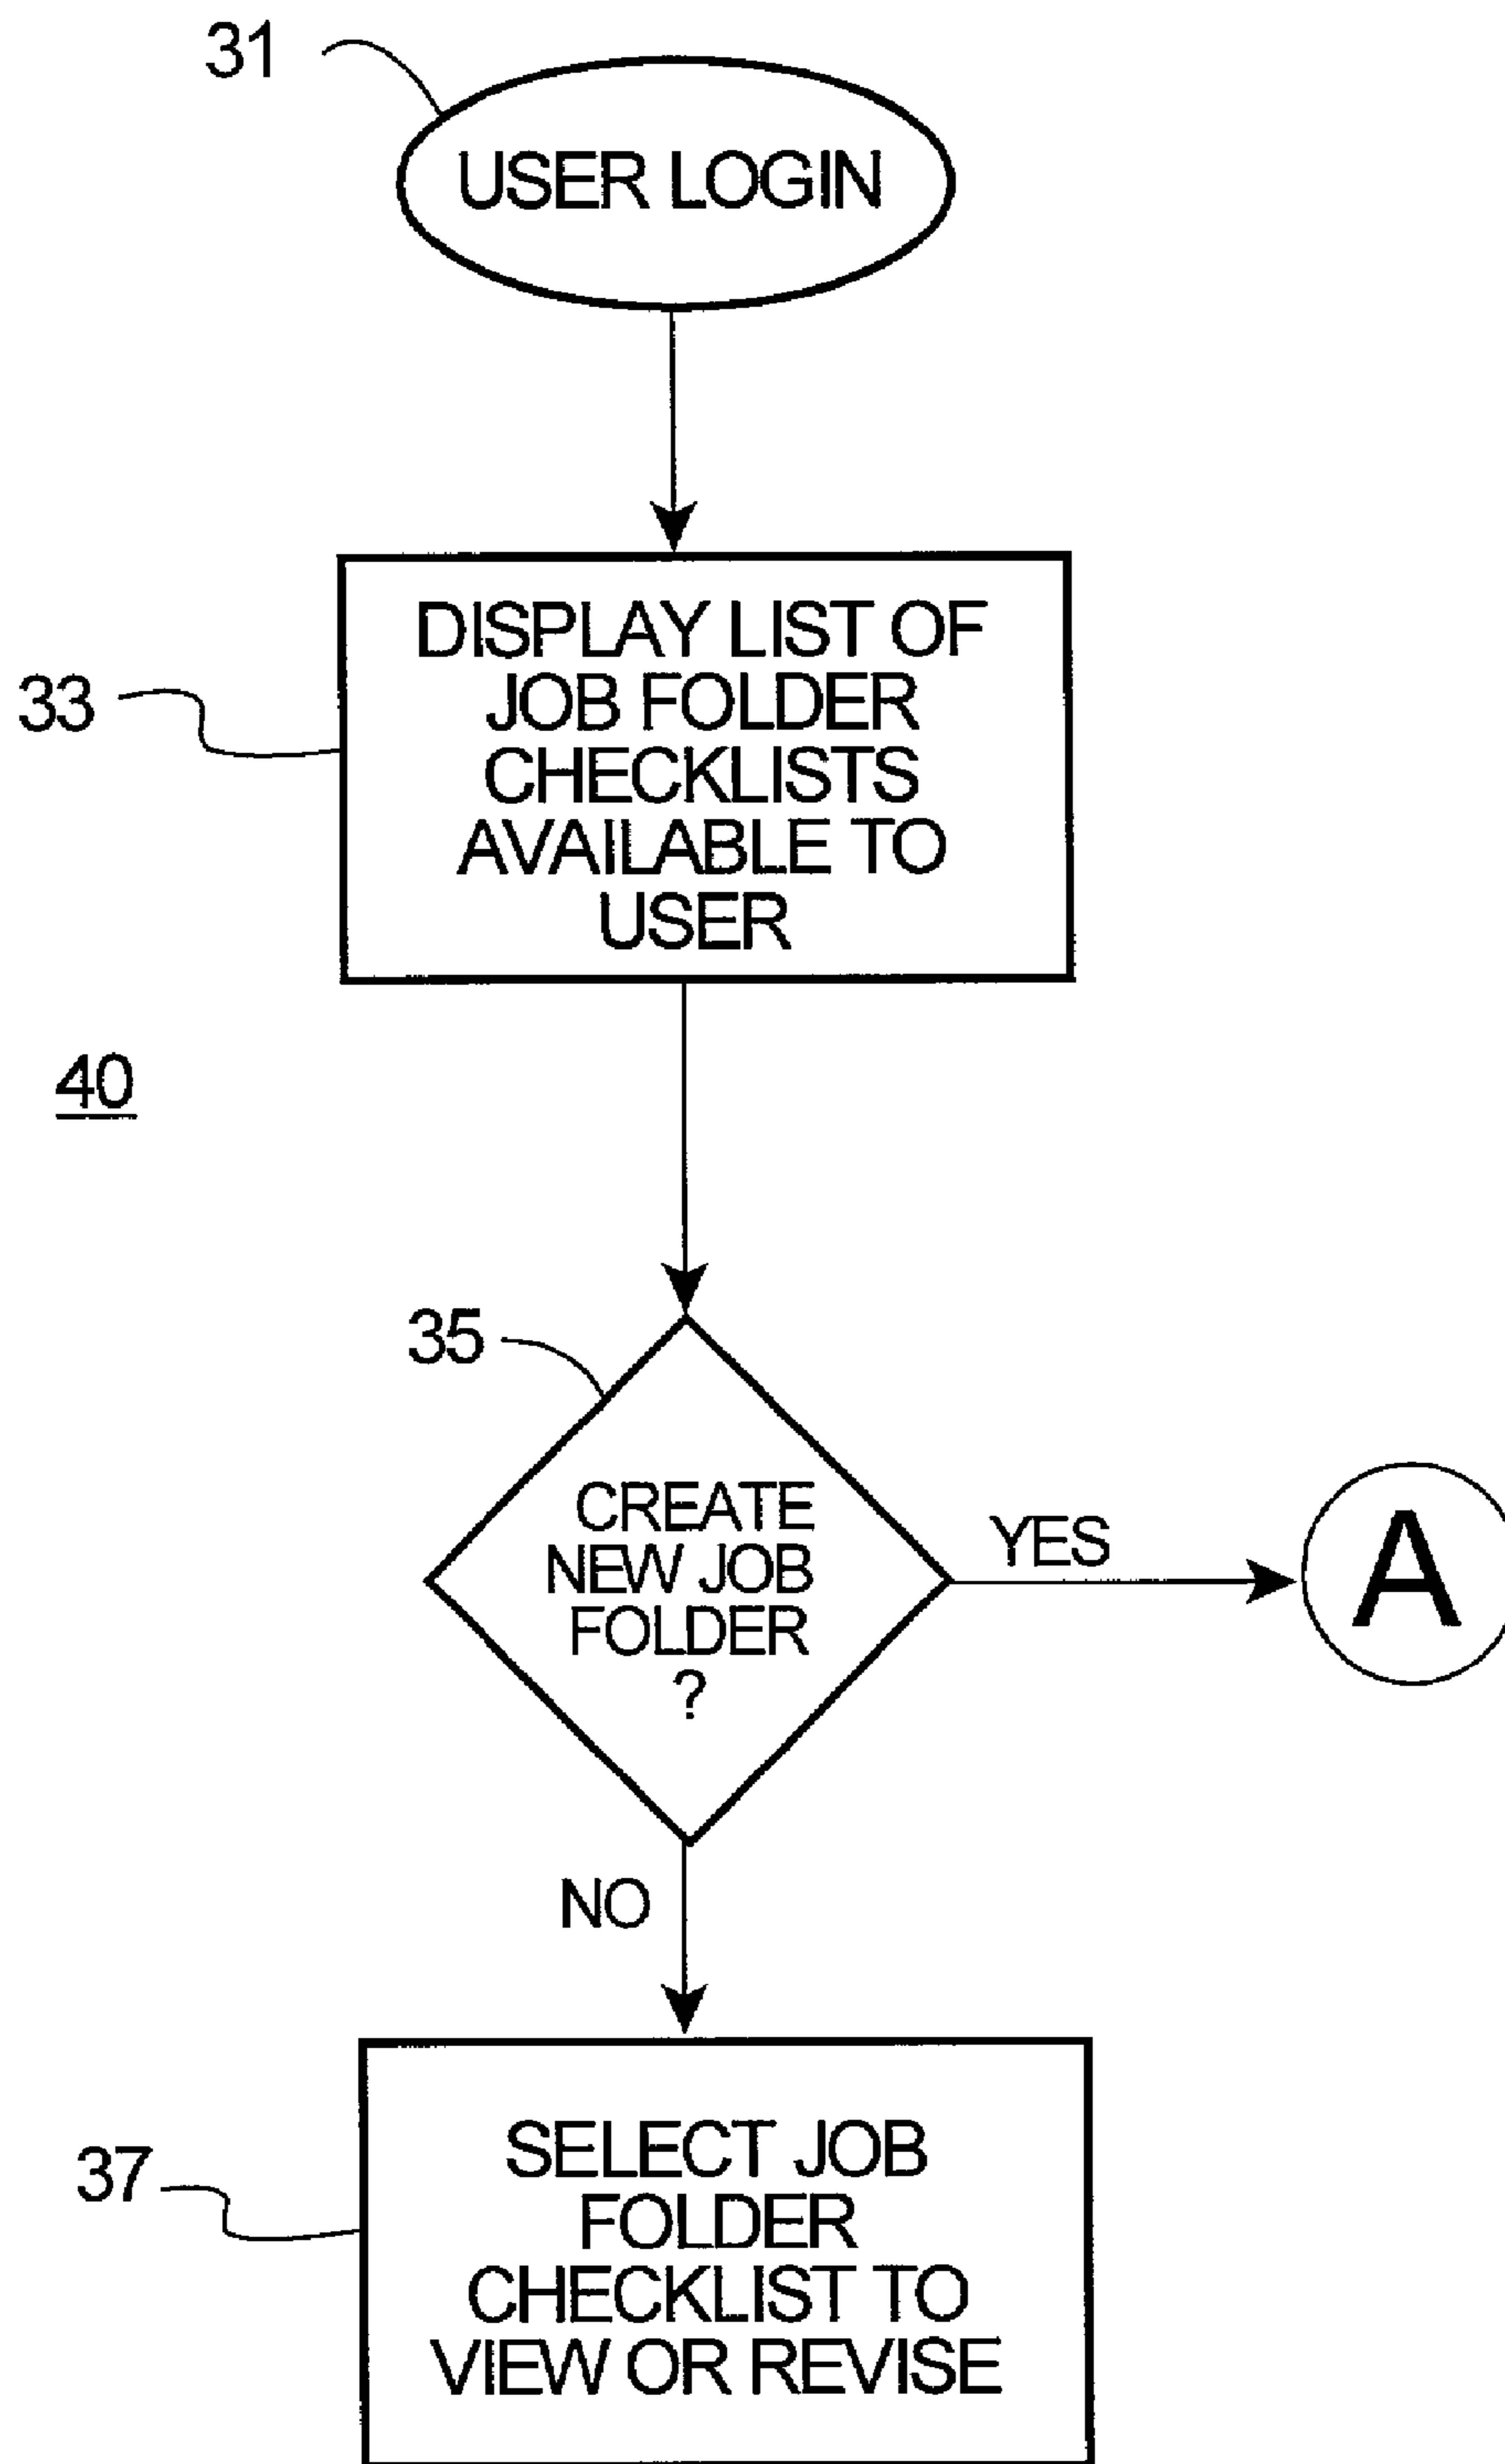 31
USER LOGIN
33
DISPLAY LIST OF
JOB FOLDER
CHECKLISTS
AVAILABLE TO
USER
40
35
CREATE
NEW JOB
FOLDER
?
YES
A
NO
37
SELECT JOB
FOLDER
CHECKLIST TO
VIEW OR REVISE